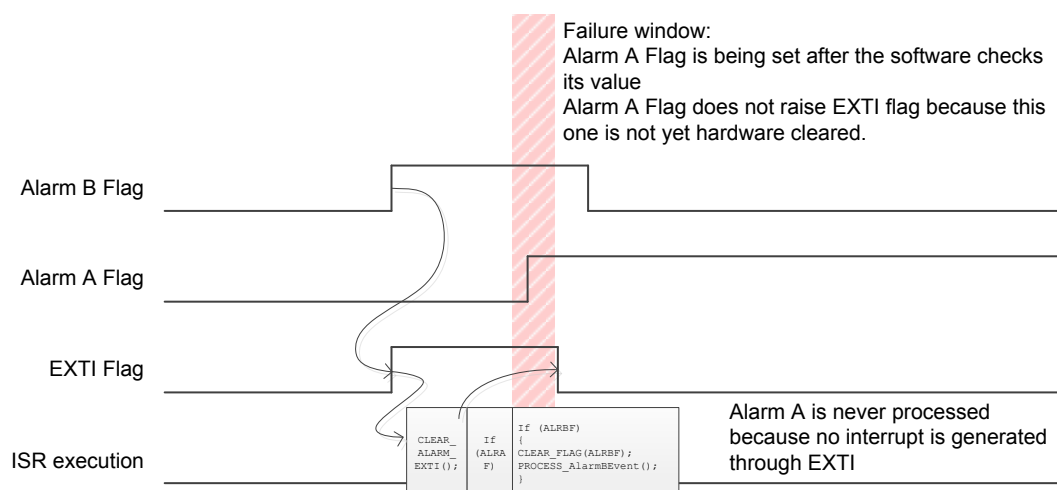 Failure window:
Alarm A Flag is being set after the software checks
its value
Alarm A Flag does not raise EXTI flag because this
one is not yet hardware cleared.
Alarm B Flag
Alarm A Flag
EXTI Flag
ISR execution
CLEAR_
ALARM_
EXTI();
If
(ALRA
F)
If (ALRBF)
{
CLEAR_FLAG(ALRBF);
PROCESS_AlarmBEvent();
}
Alarm A is never processed
because no interrupt is generated
through EXTI